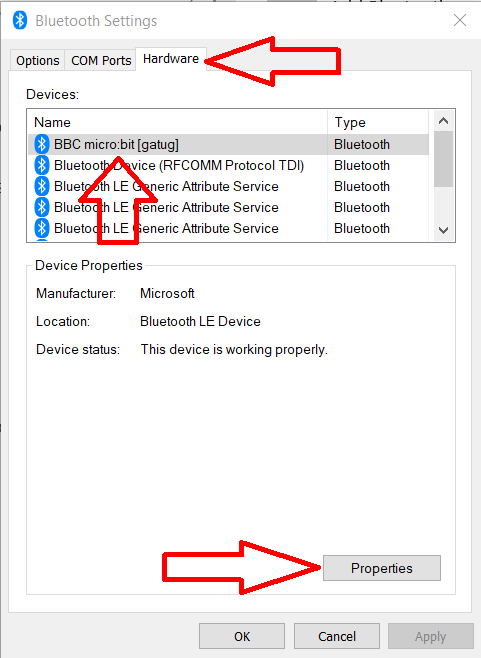 Bluetooth Settings
Options COM Ports Hardware
Devices:
Name Type
BBC micro:bit [gatug] Bluetooth
Bluetooth Device (RFCOMM Protocol TDI) Bluetooth
Bluetooth LE Generic Attribute Service Bluetooth
Bluetooth LE Generic Attribute Service Bluetooth
Bluetooth LE Generic Attribute Service Bluetooth
Device Properties
Manufacturer: Microsoft
Location: Bluetooth LE Device
Device status: This device is working properly.
Properties
OK Cancel Apply